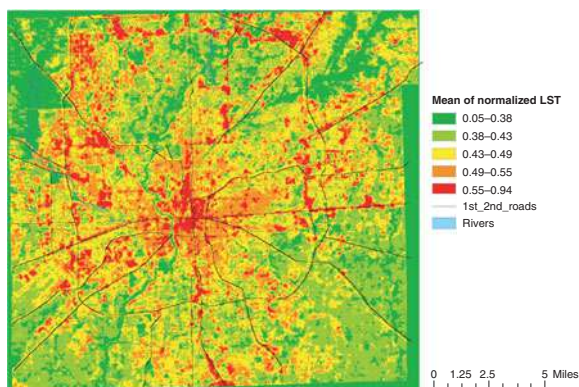 Mean of normalized LST
0.05–0.38
0.38–0.43
0.43–0.49
0.49–0.55
0.55–0.94
1st_2nd_roads
Rivers
0 1.25 2.5 5 Miles